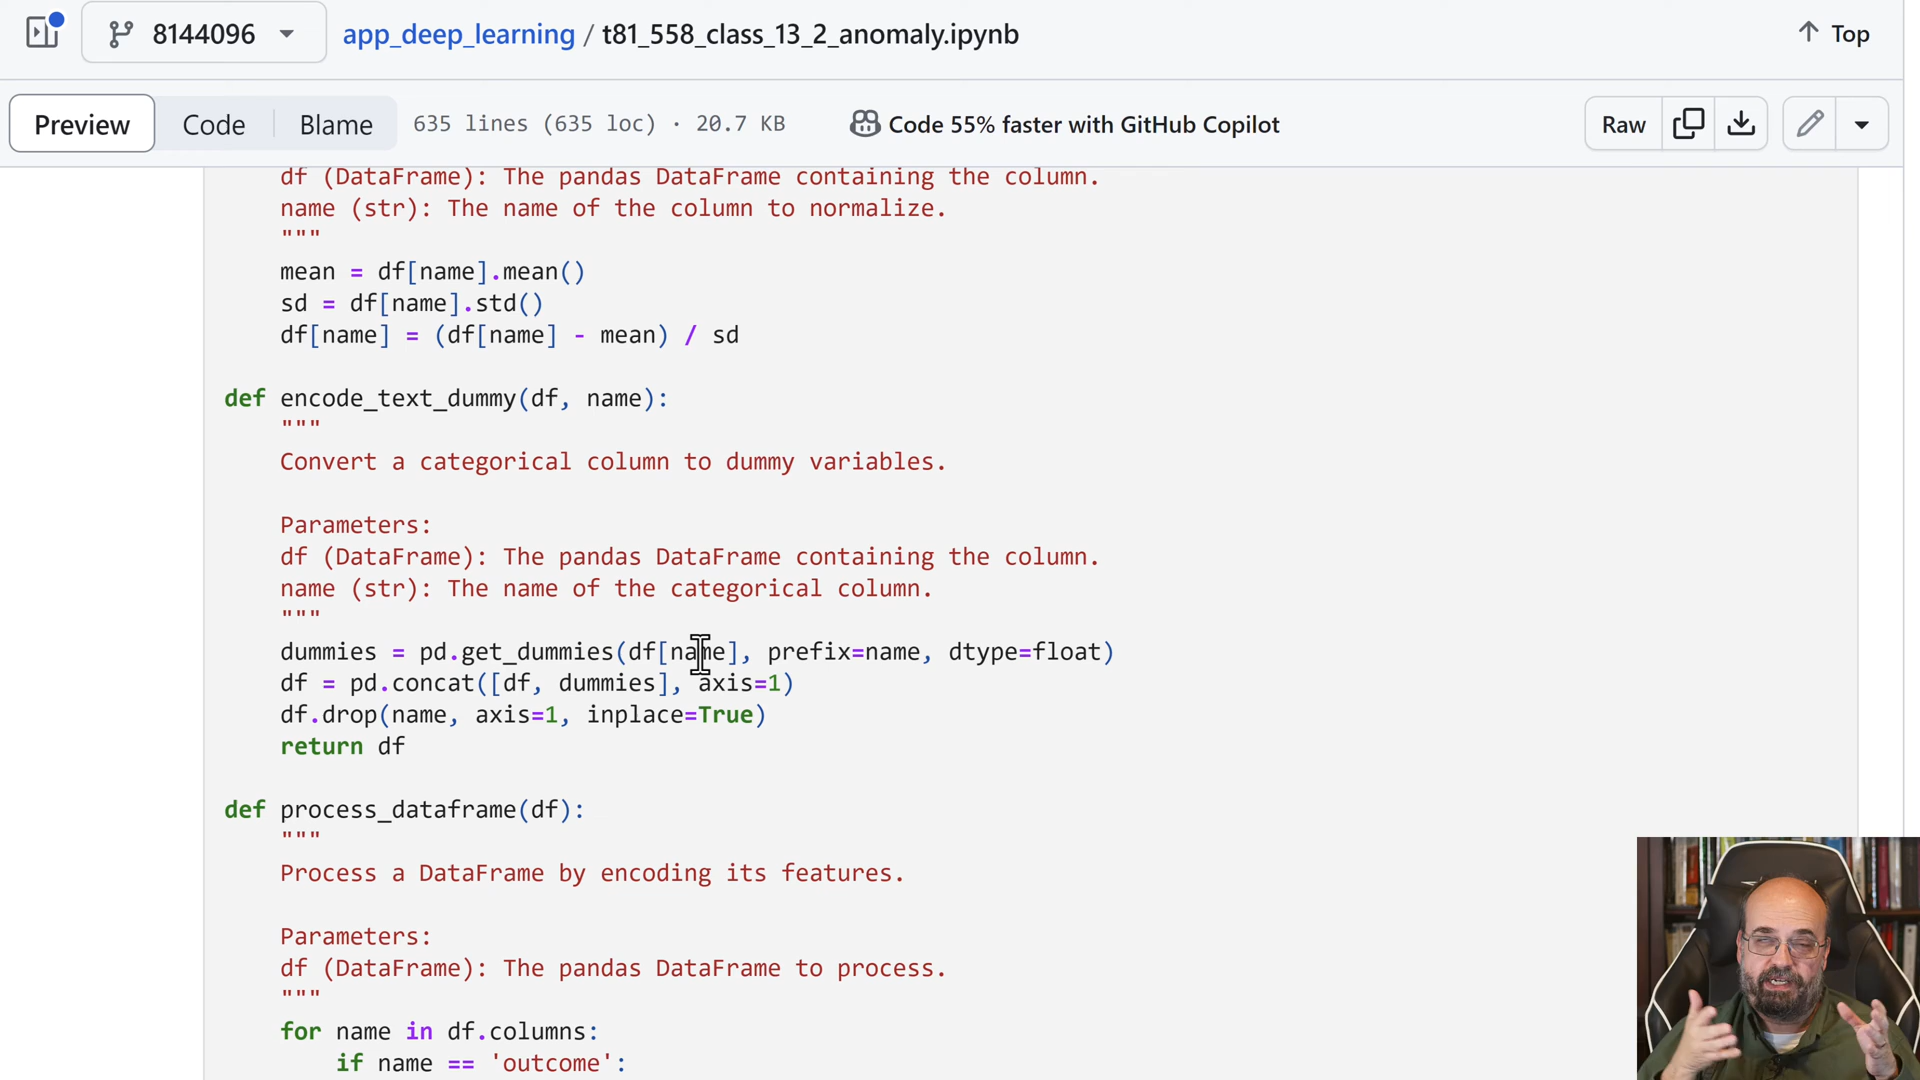 8144096
app_deep_learning / t81_558_class_13_2_anomaly.ipynb
Top
Preview
Code
Blame
635 lines (635 loc) · 20.7 KB
Code 55% faster with GitHub Copilot
Raw
df (DataFrame): The pandas DataFrame containing the column.
name (str): The name of the column to normalize.
"""
mean = df[name].mean()
sd = df[name].std()
df[name] = (df[name] - mean) / sd
def encode_text_dummy(df, name):
"""
Convert a categorical column to dummy variables.
Parameters:
df (DataFrame): The pandas DataFrame containing the column.
name (str): The name of the categorical column.
"""
dummies = pd.get_dummies(df[name], prefix=name, dtype=float)
df = pd.concat([df, dummies], axis=1)
df.drop(name, axis=1, inplace=True)
return df
def process_dataframe(df):
"""
Process a DataFrame by encoding its features.
Parameters:
df (DataFrame): The pandas DataFrame to process.
"""
for name in df.columns:
if name == 'outcome':